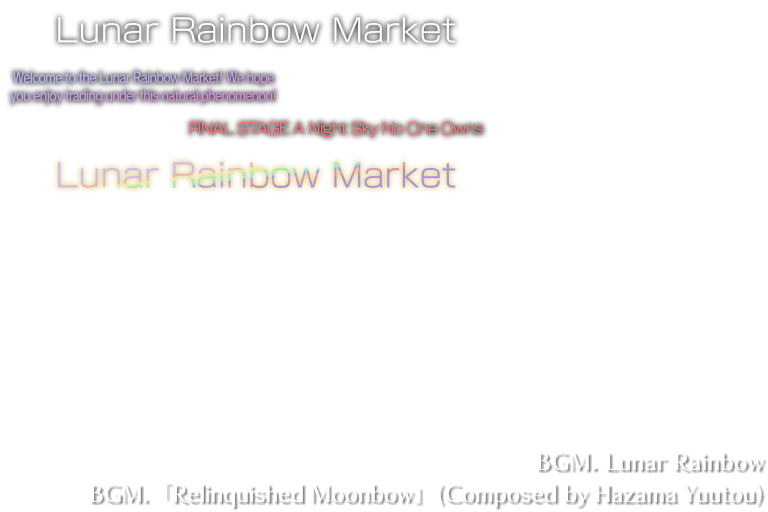 Lunar Rainbow Market
Welcome to the Lunar Rainbow Market! We hope
you enjoy trading under this natural phenomenon!
FINAL STAGE A Night Sky No One Owns
Lunar Rainbow Market
BGM. Lunar Rainbow
BGM.「Relinquished Moonbow」(Composed by Hazama Yuutou)